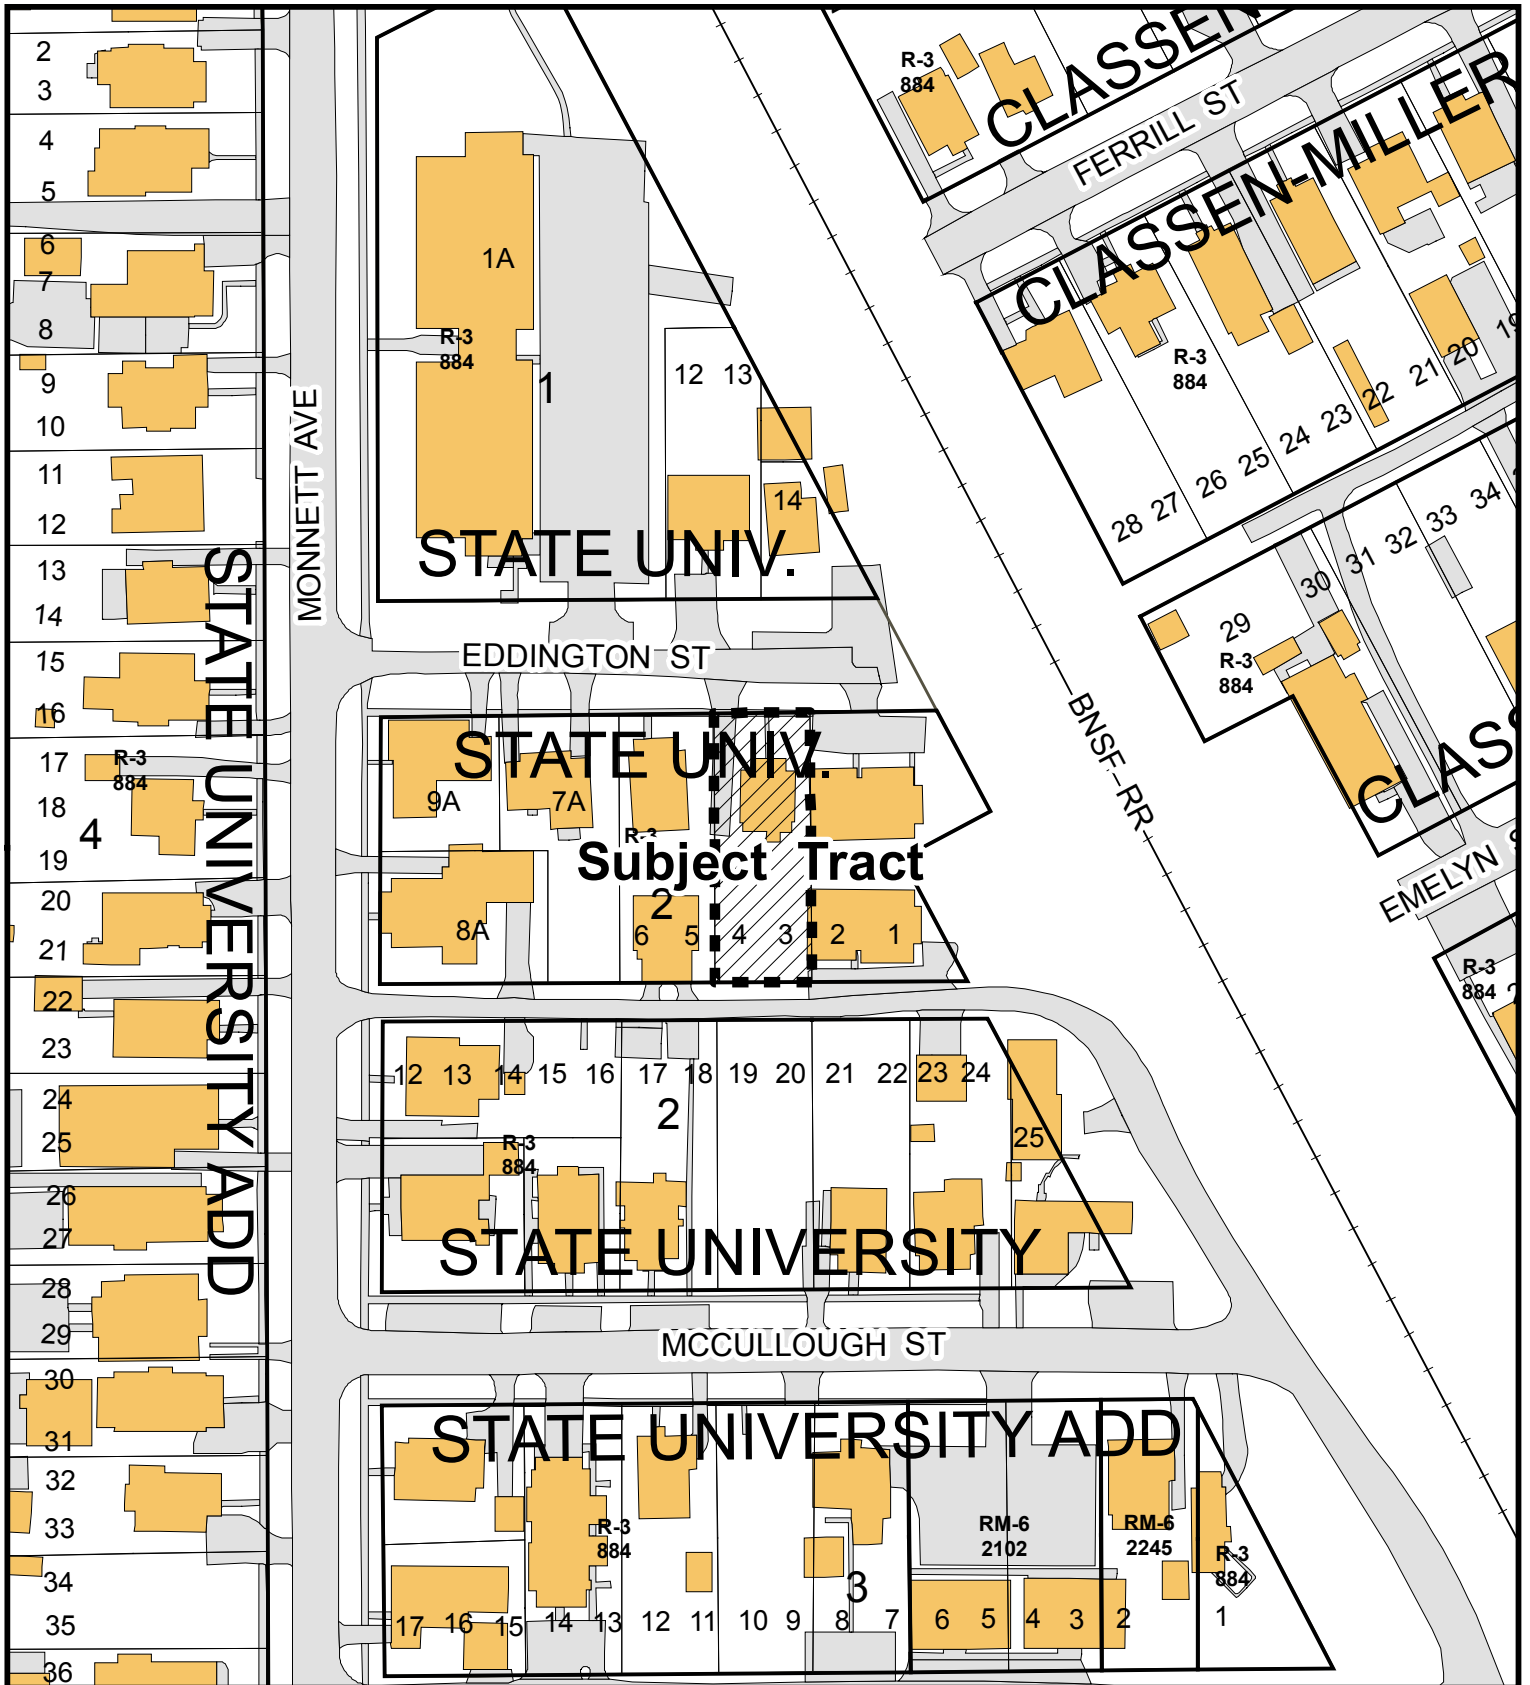 2
3
4
5
6
7
8
9
10
11
12
13
14
15
16
17
R-3
884
18
4
19
20
21
22
23
24
25
26
27
28
29
30
31
32
33
34
35
36
STATE UNIVERSITY ADD
MONNETT AVE
1A
R-3
884
1
12 13
14
STATE UNIV.
EDDINGTON ST
STATE UNIV.
9A
7A
R-3
Subject Tract
2
8A
6 5 4 3 2 1
12 13 14 15 16 17 18 19 20 21 22 23 24
2
25
R-3
884
STATE UNIVERSITY
MCCULLOUGH ST
STATE UNIVERSITY ADD
R-3
884
RM-6
2102
RM-6
2245
R-3
884
3
17 16 15 14 13 12 11 10 9 8 7 6 5 4 3 2 1
BNSF-RR
R-3
884
CLASSEN
FERRILL ST
CLASSEN-MILLER
R-3
884
28 27 26 25 24 23 22 21 20 19
29 30 31 32 33 34
R-3
884
CLASS
EMELYN S
R-3
884